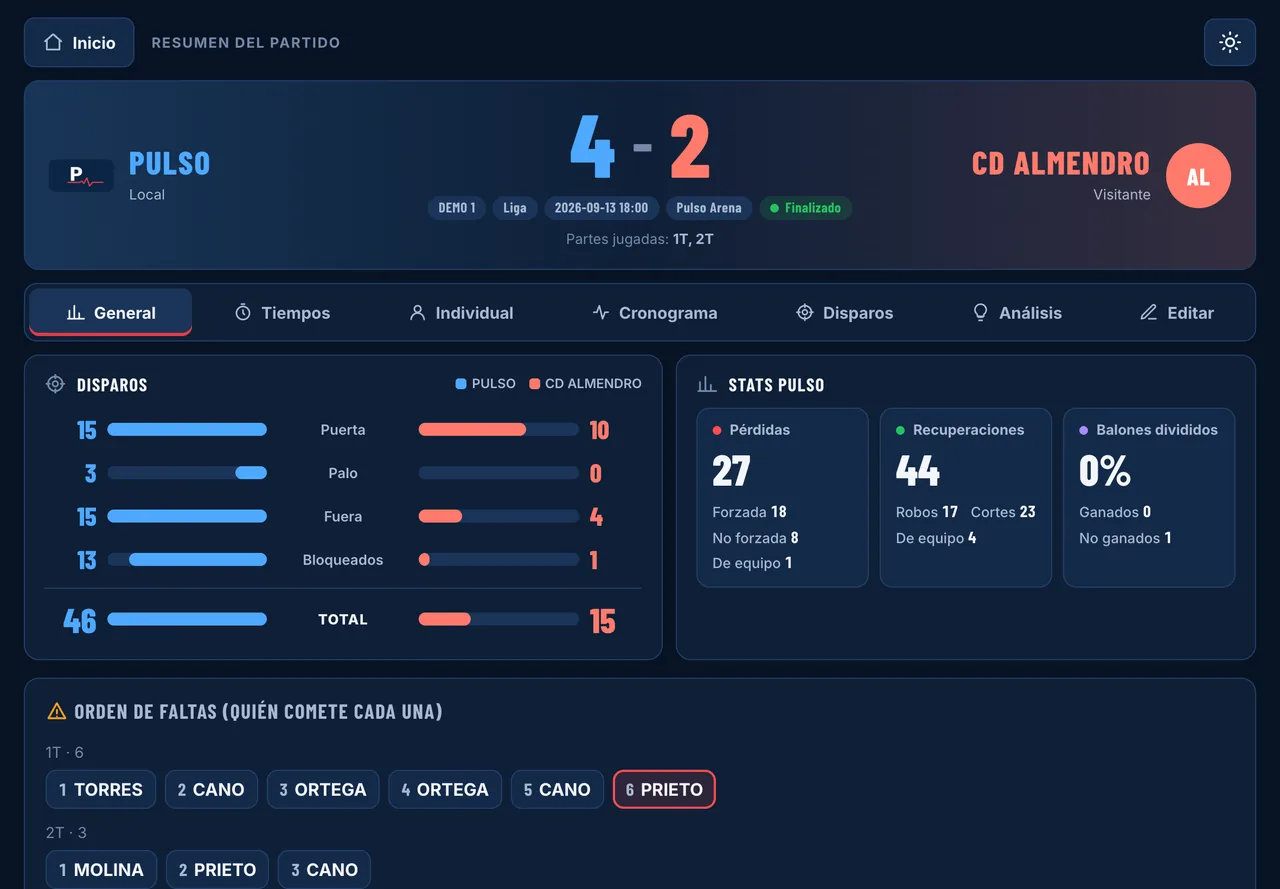 Inicio RESUMEN DEL PARTIDO
P PULSO
Local
4 - 2
DEMO 1 Liga 2026-09-13 18:00 Pulso Arena Finalizado
Partes jugadas: 1T, 2T
CD ALMENDRO
Visitante
AL
General Tiempos Individual Cronograma Disparos Análisis Editar
DISPAROS PULSO CD ALMENDRO
15 Puerta 10
3 Palo 0
15 Fuera 4
13 Bloqueados 1
46 TOTAL 15
STATS PULSO
Pérdidas
27
Forzada 18
No forzada 8
De equipo 1
Recuperaciones
44
Robos 17 Cortes 23
De equipo 4
Balones divididos
0%
Ganados 0
No ganados 1
ORDEN DE FALTAS (QUIÉN COMETE CADA UNA)
1T · 6
1 TORRES 2 CANO 3 ORTEGA 4 ORTEGA 5 CANO 6 PRIETO
2T · 3
1 MOLINA 2 PRIETO 3 CANO